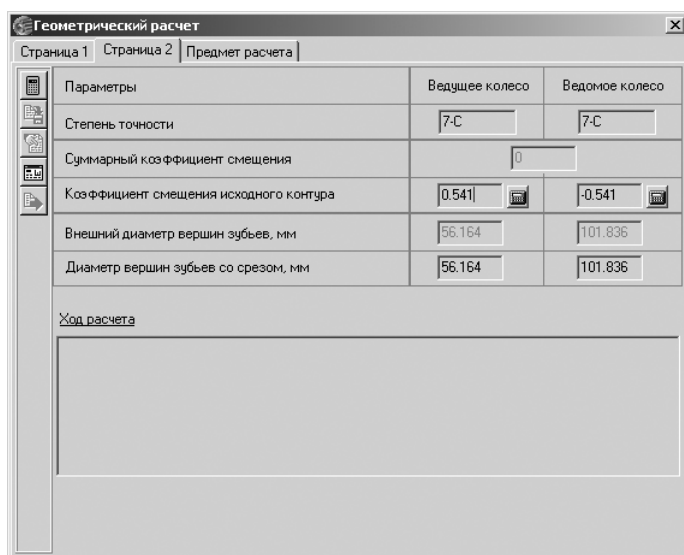 Геометрический расчет
Страница 1 Страница 2 Предмет расчета
Параметры Ведущее колесо Ведомое колесо
Степень точности 7-C 7-C
Суммарный коэффициент смещения 0
Коэффициент смещения исходного контура 0.541 -0.541
Внешний диаметр вершин зубьев, мм 56.164 101.836
Диаметр вершин зубьев со срезом, мм 56.164 101.836
Ход расчета